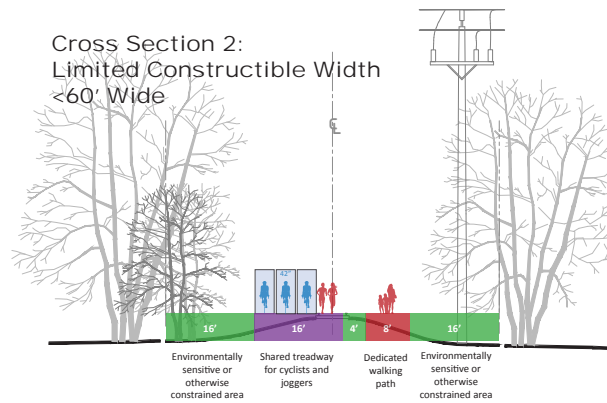 Cross Section 2:
Limited Constructible Width
<60' Wide
CL
42"
16' 16' 4' 8' 16'
Environmentally
sensitive or
otherwise
constrained area
Shared treadway
for cyclists and
joggers
Dedicated
walking
path
Environmentally
sensitive or
otherwise
constrained area